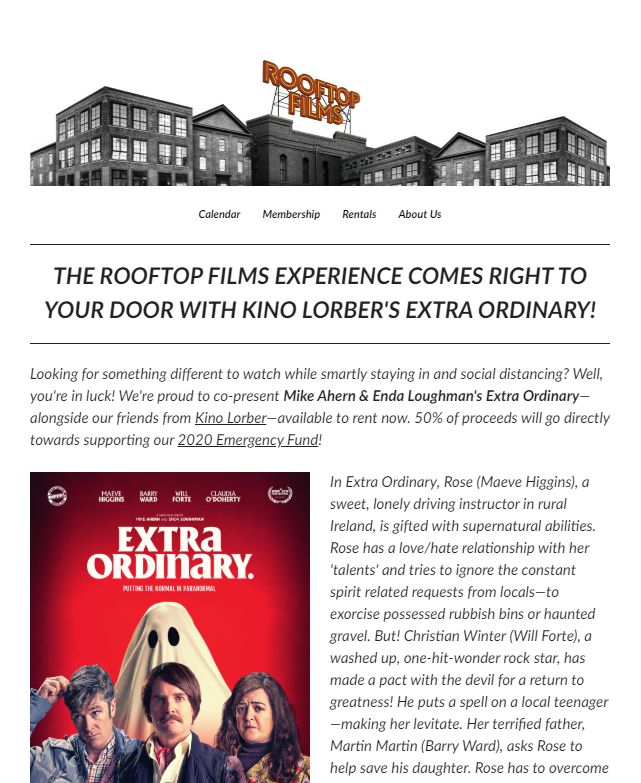 ROOFTOP
FILMS
Calendar Membership Rentals About Us
THE ROOFTOP FILMS EXPERIENCE COMES RIGHT TO
YOUR DOOR WITH KINO LORBER'S EXTRA ORDINARY!
Looking for something different to watch while smartly staying in and social distancing? Well,
you're in luck! We're proud to co-present Mike Ahern & Enda Loughman's Extra Ordinary—
alongside our friends from Kino Lorber—available to rent now. 50% of proceeds will go directly
towards supporting our 2020 Emergency Fund!
MAEVE HIGGINS BARRY WARD WILL FORTE CLAUDIA O'DOHERTY
MIKE AHERN AND ENDA LOUGHMAN
EXTRA
ORDINARY.
PUTTING THE NORMAL IN PARANORMAL
In Extra Ordinary, Rose (Maeve Higgins), a
sweet, lonely driving instructor in rural
Ireland, is gifted with supernatural abilities.
Rose has a love/hate relationship with her
'talents' and tries to ignore the constant
spirit related requests from locals—to
exorcise possessed rubbish bins or haunted
gravel. But! Christian Winter (Will Forte), a
washed up, one-hit-wonder rock star, has
made a pact with the devil for a return to
greatness! He puts a spell on a local teenager
—making her levitate. Her terrified father,
Martin Martin (Barry Ward), asks Rose to
help save his daughter. Rose has to overcome